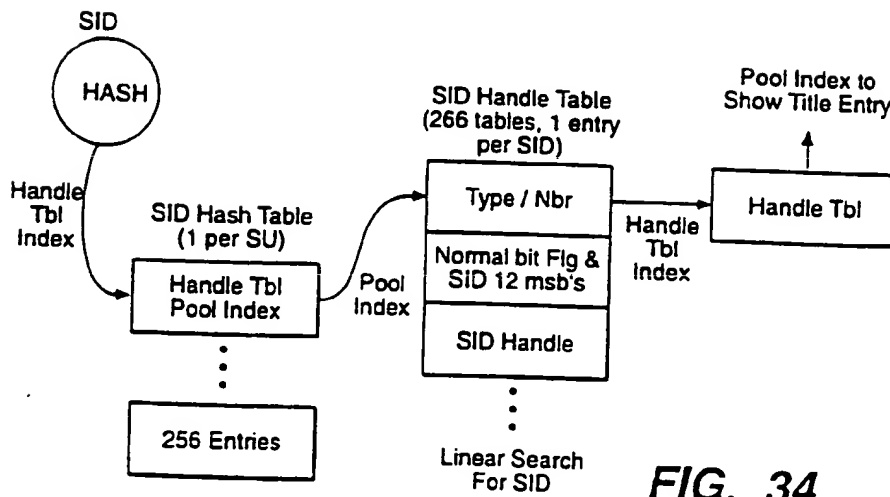 SID
HASH
Handle
Tbl
Index
SID Hash Table
(1 per SU)
Handle Tbl
Pool Index
256 Entries
Pool
Index
SID Handle Table
(266 tables, 1 entry
per SID)
Type / Nbr
Normal bit Flg &
SID 12 msb's
SID Handle
Linear Search
For SID
Handle
Tbl
Index
Pool Index to
Show Title Entry
Handle Tbl
FIG. 34